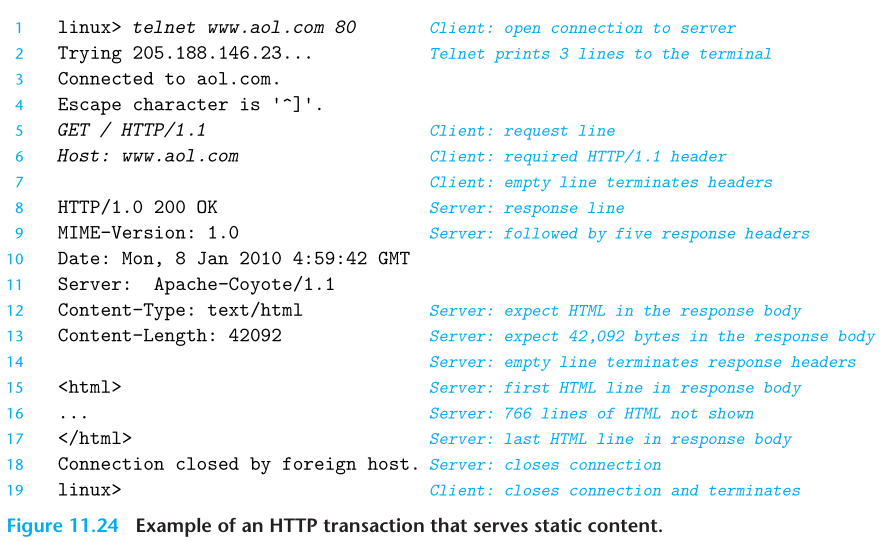 1 linux> telnet www.aol.com 80 Client: open connection to server
2 Trying 205.188.146.23... Telnet prints 3 lines to the terminal
3 Connected to aol.com.
4 Escape character is '^]'.
5 GET / HTTP/1.1 Client: request line
6 Host: www.aol.com Client: required HTTP/1.1 header
7 Client: empty line terminates headers
8 HTTP/1.0 200 OK Server: response line
9 MIME-Version: 1.0 Server: followed by five response headers
10 Date: Mon, 8 Jan 2010 4:59:42 GMT
11 Server: Apache-Coyote/1.1
12 Content-Type: text/html Server: expect HTML in the response body
13 Content-Length: 42092 Server: expect 42,092 bytes in the response body
14 Server: empty line terminates response headers
15 <html> Server: first HTML line in response body
16 ... Server: 766 lines of HTML not shown
17 </html> Server: last HTML line in response body
18 Connection closed by foreign host. Server: closes connection
19 linux> Client: closes connection and terminates
Figure 11.24 Example of an HTTP transaction that serves static content.